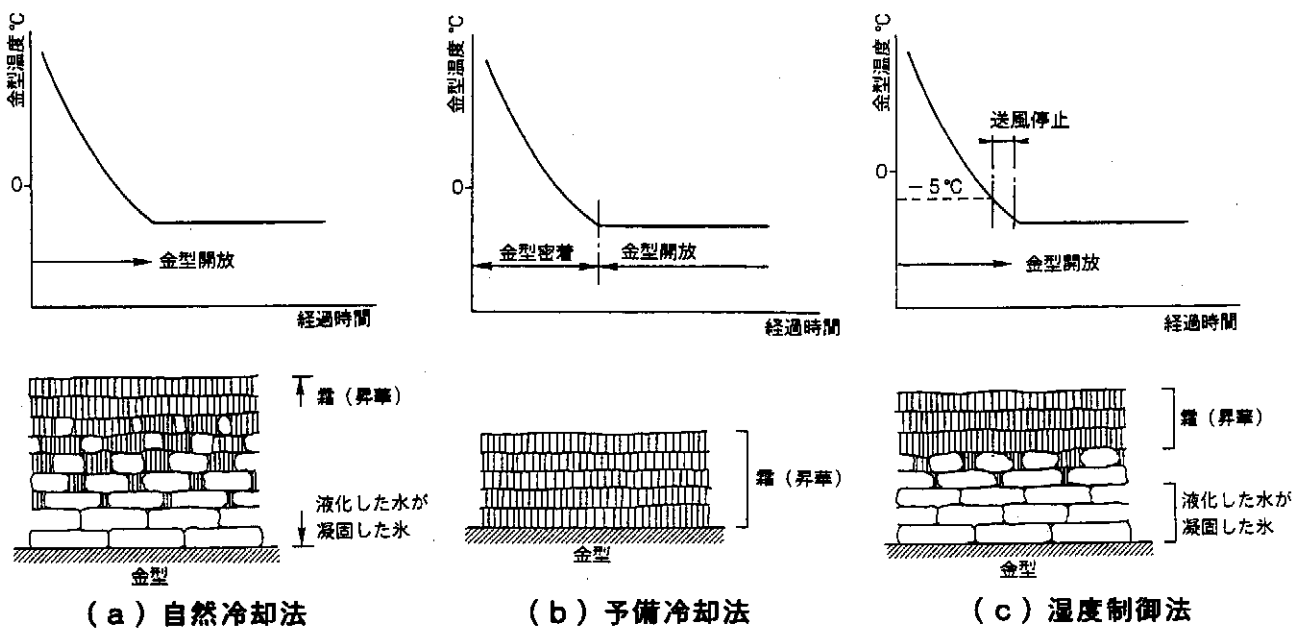 金型温度 ℃
0
金型開放
経過時間
霜（昇華）
液化した水が
凝固した氷
金型
（a）自然冷却法
金型温度 ℃
0
金型密着
金型開放
経過時間
霜（昇華）
金型
（b）予備冷却法
金型温度 ℃
送風停止
0
－5℃
金型開放
経過時間
霜（昇華）
液化した水が
凝固した氷
金型
（c）湿度制御法